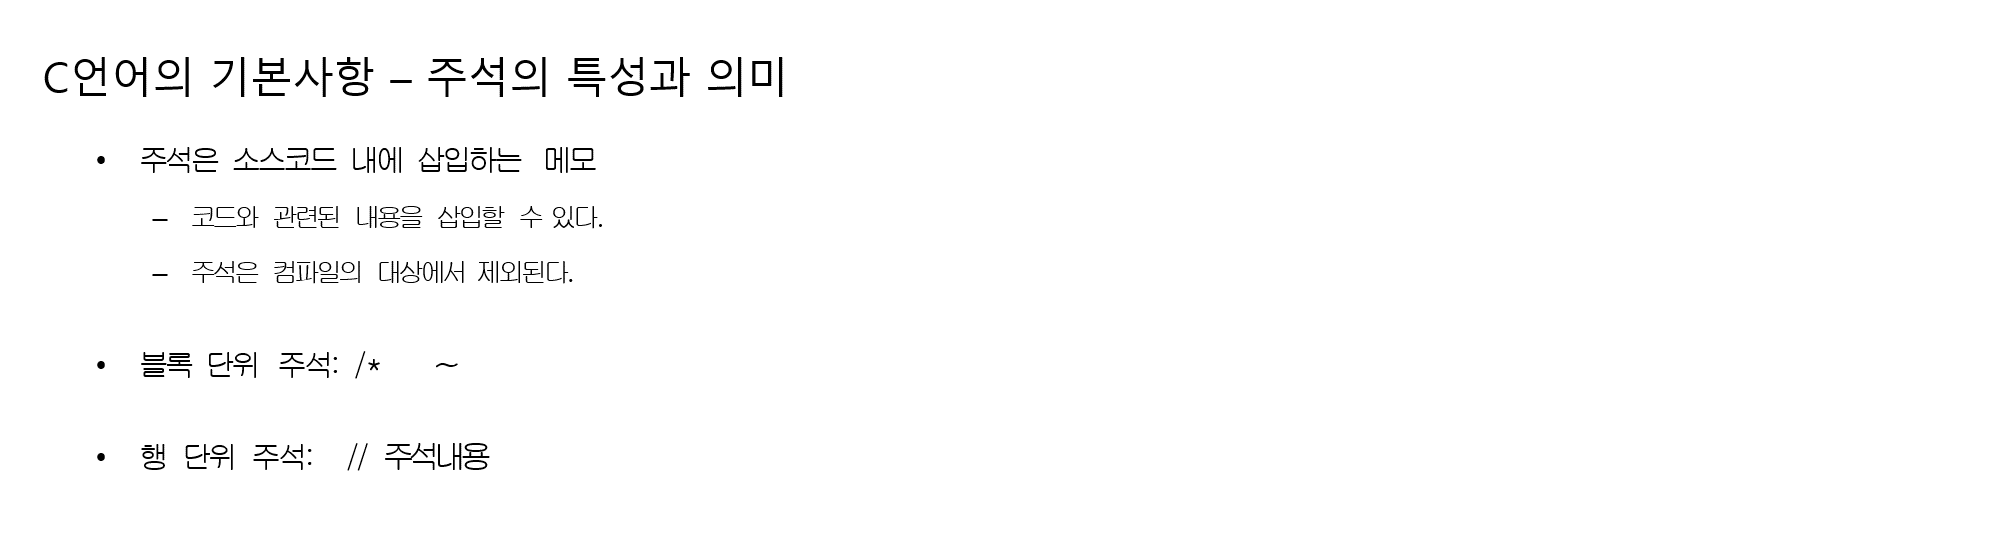 C언어의 기본사항 – 주석의 특성과 의미
• 주석은 소스코드 내에 삽입하는 메모
– 코드와 관련된 내용을 삽입할 수 있다.
– 주석은 컴파일의 대상에서 제외된다.
• 블록 단위 주석: /* ~
• 행 단위 주석: // 주석내용